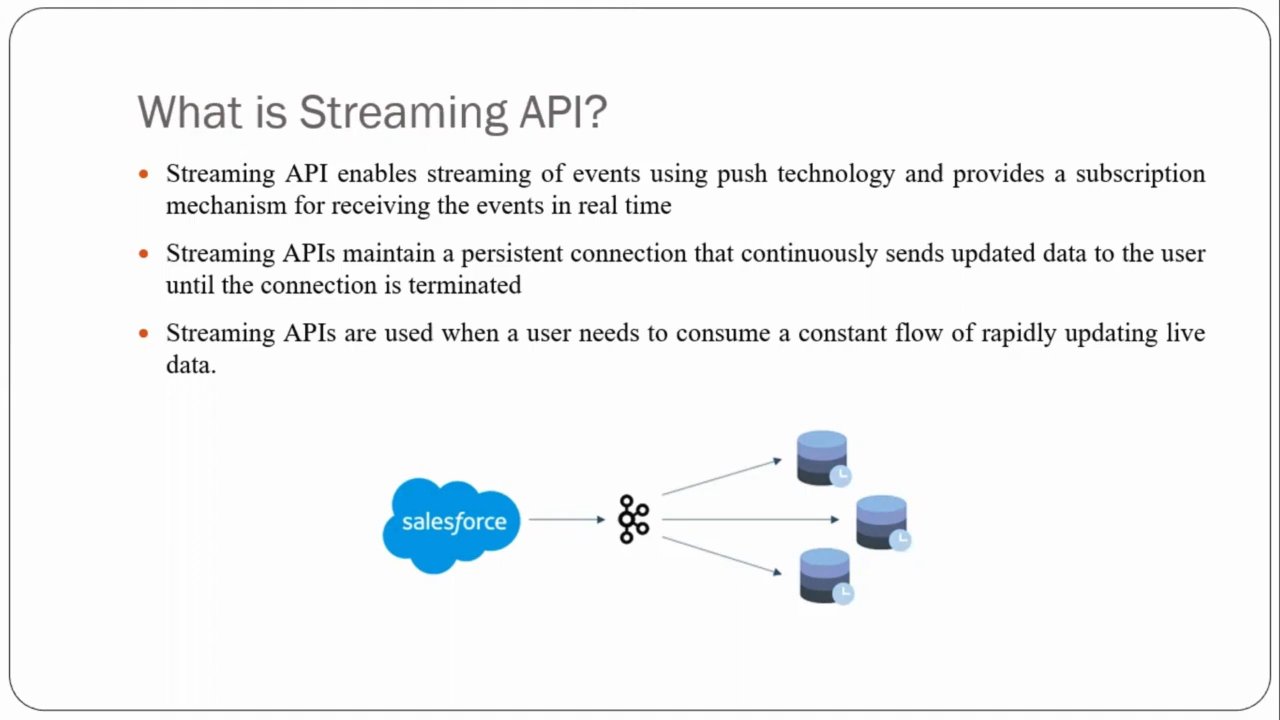 What is Streaming API?
• Streaming API enables streaming of events using push technology and provides a subscription
mechanism for receiving the events in real time
• Streaming APIs maintain a persistent connection that continuously sends updated data to the user
until the connection is terminated
• Streaming APIs are used when a user needs to consume a constant flow of rapidly updating live
data.
salesforce